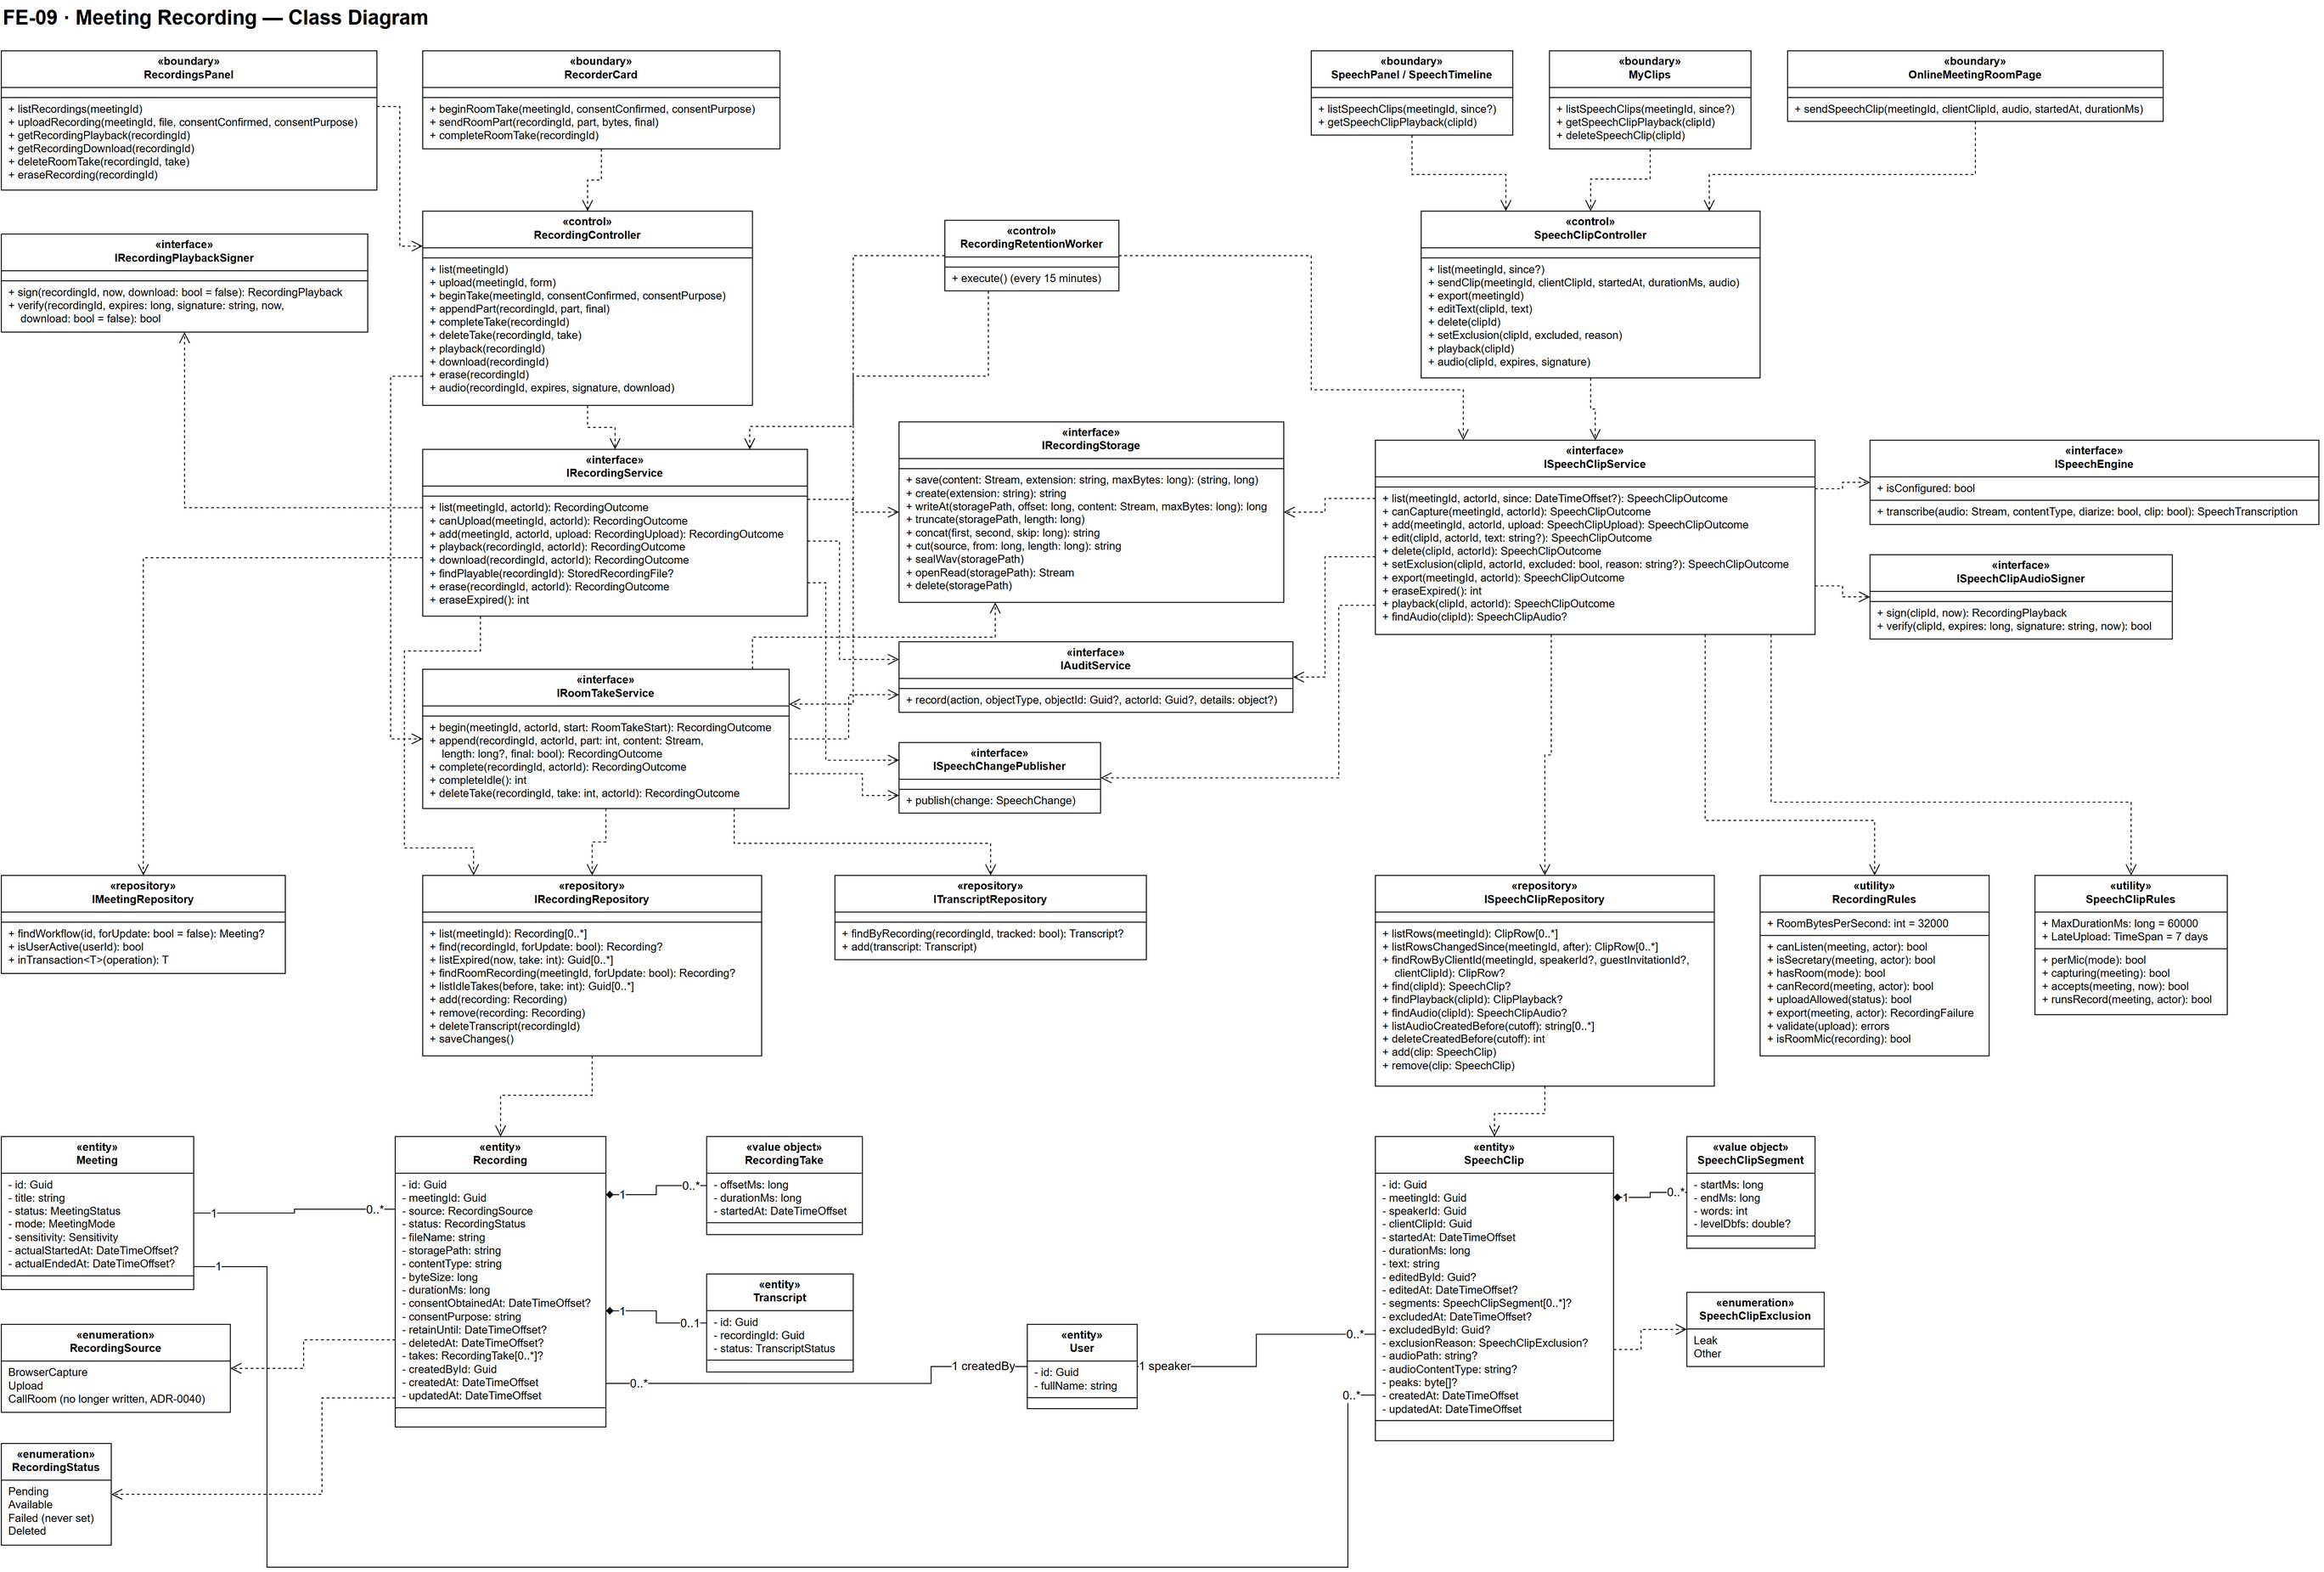 FE-09 · Meeting Recording — Class Diagram
«boundary»
RecordingsPanel
+ listRecordings(meetingId)
+ uploadRecording(meetingId, file, consentConfirmed, consentPurpose)
+ getRecordingPlayback(recordingId)
+ getRecordingDownload(recordingId)
+ deleteRoomTake(recordingId, take)
+ eraseRecording(recordingId)
«boundary»
RecorderCard
+ beginRoomTake(meetingId, consentConfirmed, consentPurpose)
+ sendRoomPart(recordingId, part, bytes, final)
+ completeRoomTake(recordingId)
«boundary»
SpeechPanel / SpeechTimeline
+ listSpeechClips(meetingId, since?)
+ getSpeechClipPlayback(clipId)
«boundary»
MyClips
+ listSpeechClips(meetingId, since?)
+ getSpeechClipPlayback(clipId)
+ deleteSpeechClip(clipId)
«boundary»
OnlineMeetingRoomPage
+ sendSpeechClip(meetingId, clientClipId, audio, startedAt, durationMs)
«interface»
IRecordingPlaybackSigner
+ sign(recordingId, now, download: bool = false): RecordingPlayback
+ verify(recordingId, expires: long, signature: string, now,
download: bool = false): bool
«control»
RecordingController
+ list(meetingId)
+ upload(meetingId, form)
+ beginTake(meetingId, consentConfirmed, consentPurpose)
+ appendPart(recordingId, part, final)
+ completeTake(recordingId)
+ deleteTake(recordingId, take)
+ playback(recordingId)
+ download(recordingId)
+ erase(recordingId)
+ audio(recordingId, expires, signature, download)
«control»
RecordingRetentionWorker
+ execute() (every 15 minutes)
«control»
SpeechClipController
+ list(meetingId, since?)
+ sendClip(meetingId, clientClipId, startedAt, durationMs, audio)
+ export(meetingId)
+ editText(clipId, text)
+ delete(clipId)
+ setExclusion(clipId, excluded, reason)
+ playback(clipId)
+ audio(clipId, expires, signature)
«interface»
IRecordingService
+ list(meetingId, actorId): RecordingOutcome
+ canUpload(meetingId, actorId): RecordingOutcome
+ add(meetingId, actorId, upload: RecordingUpload): RecordingOutcome
+ playback(recordingId, actorId): RecordingOutcome
+ download(recordingId, actorId): RecordingOutcome
+ findPlayable(recordingId): StoredRecordingFile?
+ erase(recordingId, actorId): RecordingOutcome
+ eraseExpired(): int
«interface»
IRecordingStorage
+ save(content: Stream, extension: string, maxBytes: long): (string, long)
+ create(extension: string): string
+ writeAt(storagePath, offset: long, content: Stream, maxBytes: long): long
+ truncate(storagePath, length: long)
+ concat(first, second, skip: long): string
+ cut(source, from: long, length: long): string
+ sealWav(storagePath)
+ openRead(storagePath): Stream
+ delete(storagePath)
«interface»
ISpeechClipService
+ list(meetingId, actorId, since: DateTimeOffset?): SpeechClipOutcome
+ canCapture(meetingId, actorId): SpeechClipOutcome
+ add(meetingId, actorId, upload: SpeechClipUpload): SpeechClipOutcome
+ edit(clipId, actorId, text: string?): SpeechClipOutcome
+ delete(clipId, actorId): SpeechClipOutcome
+ setExclusion(clipId, actorId, excluded: bool, reason: string?): SpeechClipOutcome
+ export(meetingId, actorId): SpeechClipOutcome
+ eraseExpired(): int
+ playback(clipId, actorId): SpeechClipOutcome
+ findAudio(clipId): SpeechClipAudio?
«interface»
ISpeechEngine
+ isConfigured: bool
+ transcribe(audio: Stream, contentType, diarize: bool, clip: bool): SpeechTranscription
«interface»
ISpeechClipAudioSigner
+ sign(clipId, now): RecordingPlayback
+ verify(clipId, expires: long, signature: string, now): bool
«interface»
IAuditService
+ record(action, objectType, objectId: Guid?, actorId: Guid?, details: object?)
«interface»
IRoomTakeService
+ begin(meetingId, actorId, start: RoomTakeStart): RecordingOutcome
+ append(recordingId, actorId, part: int, content: Stream,
length: long?, final: bool): RecordingOutcome
+ complete(recordingId, actorId): RecordingOutcome
+ completeIdle(): int
+ deleteTake(recordingId, take: int, actorId): RecordingOutcome
«interface»
ISpeechChangePublisher
+ publish(change: SpeechChange)
«repository»
IMeetingRepository
+ findWorkflow(id, forUpdate: bool = false): Meeting?
+ isUserActive(userId): bool
+ inTransaction<T>(operation): T
«repository»
IRecordingRepository
+ list(meetingId): Recording[0..*]
+ find(recordingId, forUpdate: bool): Recording?
+ listExpired(now, take: int): Guid[0..*]
+ findRoomRecording(meetingId, forUpdate: bool): Recording?
+ listIdleTakes(before, take: int): Guid[0..*]
+ add(recording: Recording)
+ remove(recording: Recording)
+ deleteTranscript(recordingId)
+ saveChanges()
«repository»
ITranscriptRepository
+ findByRecording(recordingId, tracked: bool): Transcript?
+ add(transcript: Transcript)
«repository»
ISpeechClipRepository
+ listRows(meetingId): ClipRow[0..*]
+ listRowsChangedSince(meetingId, after): ClipRow[0..*]
+ findRowByClientId(meetingId, speakerId?, guestInvitationId?,
clientClipId): ClipRow?
+ find(clipId): SpeechClip?
+ findPlayback(clipId): ClipPlayback?
+ findAudio(clipId): SpeechClipAudio?
+ listAudioCreatedBefore(cutoff): string[0..*]
+ deleteCreatedBefore(cutoff): int
+ add(clip: SpeechClip)
+ remove(clip: SpeechClip)
«utility»
RecordingRules
+ RoomBytesPerSecond: int = 32000
+ canListen(meeting, actor): bool
+ isSecretary(meeting, actor): bool
+ hasRoom(mode): bool
+ canRecord(meeting, actor): bool
+ uploadAllowed(status): bool
+ export(meeting, actor): RecordingFailure
+ validate(upload): errors
+ isRoomMic(recording): bool
«utility»
SpeechClipRules
+ MaxDurationMs: long = 60000
+ LateUpload: TimeSpan = 7 days
+ perMic(mode): bool
+ capturing(meeting): bool
+ accepts(meeting, now): bool
+ runsRecord(meeting, actor): bool
«entity»
Meeting
- id: Guid
- title: string
- status: MeetingStatus
- mode: MeetingMode
- sensitivity: Sensitivity
- actualStartedAt: DateTimeOffset?
- actualEndedAt: DateTimeOffset?
1
0..*
1
«entity»
Recording
- id: Guid
- meetingId: Guid
- source: RecordingSource
- status: RecordingStatus
- fileName: string
- storagePath: string
- contentType: string
- byteSize: long
- durationMs: long
- consentObtainedAt: DateTimeOffset?
- consentPurpose: string
- retainUntil: DateTimeOffset?
- deletedAt: DateTimeOffset?
- takes: RecordingTake[0..*]?
- createdById: Guid
- createdAt: DateTimeOffset
- updatedAt: DateTimeOffset
1
0..*
«value object»
RecordingTake
- offsetMs: long
- durationMs: long
- startedAt: DateTimeOffset
1
0..1
«entity»
Transcript
- id: Guid
- recordingId: Guid
- status: TranscriptStatus
0..*
1 createdBy
«entity»
User
- id: Guid
- fullName: string
1 speaker
0..*
0..*
«entity»
SpeechClip
- id: Guid
- meetingId: Guid
- speakerId: Guid
- clientClipId: Guid
- startedAt: DateTimeOffset
- durationMs: long
- text: string
- editedById: Guid?
- editedAt: DateTimeOffset?
- segments: SpeechClipSegment[0..*]?
- excludedAt: DateTimeOffset?
- excludedById: Guid?
- exclusionReason: SpeechClipExclusion?
- audioPath: string?
- audioContentType: string?
- peaks: byte[]?
- createdAt: DateTimeOffset
- updatedAt: DateTimeOffset
1
0..*
«value object»
SpeechClipSegment
- startMs: long
- endMs: long
- words: int
- levelDbfs: double?
«enumeration»
SpeechClipExclusion
Leak
Other
«enumeration»
RecordingSource
BrowserCapture
Upload
CallRoom (no longer written, ADR-0040)
«enumeration»
RecordingStatus
Pending
Available
Failed (never set)
Deleted